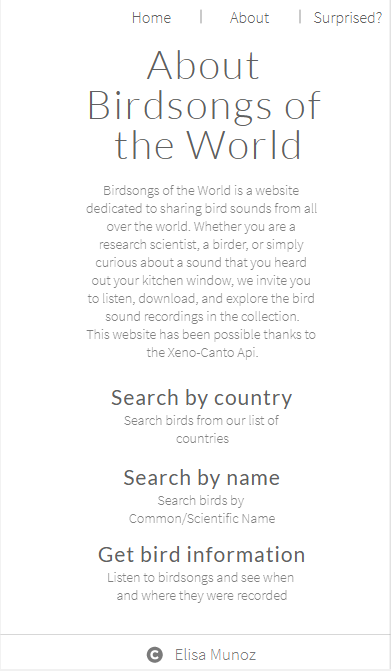 Home | About | Surprised?
About
Birdsongs of
the World
Birdsongs of the World is a website
dedicated to sharing bird sounds from all
over the world. Whether you are a
research scientist, a birder, or simply
curious about a sound that you heard
out your kitchen window, we invite you
to listen, download, and explore the bird
sound recordings in the collection.
This website has been possible thanks to
the Xeno-Canto Api.
Search by country
Search birds from our list of
countries
Search by name
Search birds by
Common/Scientific Name
Get bird information
Listen to birdsongs and see when
and where they were recorded
© Elisa Munoz